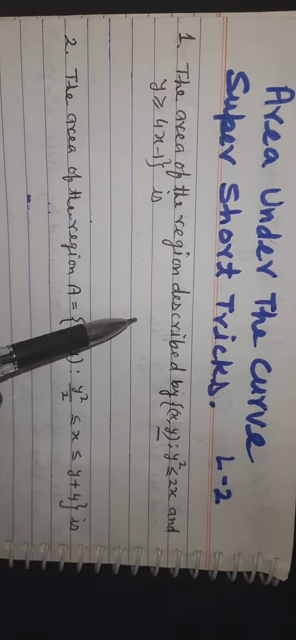 Area Under The Curve
Super Short Tricks. L-2
1. The area of the region described by {(x,y): y² ≤ 2x and
y ≥ 4x-1} is
2. The area of the region A = { ): y²/2 ≤ x ≤ y+4} is